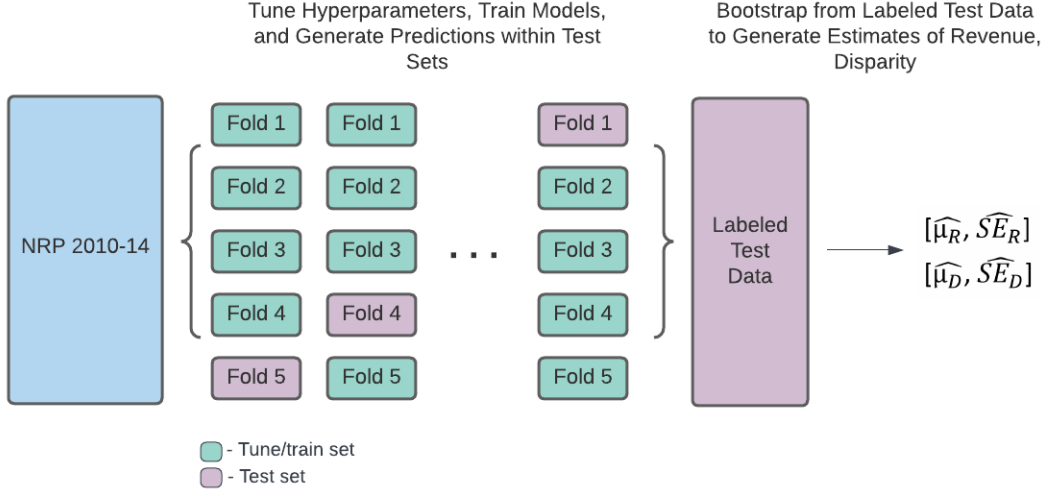 Tune Hyperparameters, Train Models,
and Generate Predictions within Test
Sets
Bootstrap from Labeled Test Data
to Generate Estimates of Revenue,
Disparity
NRP 2010-14
Fold 1
Fold 2
Fold 3
Fold 4
Fold 5
Fold 1
Fold 2
Fold 3
Fold 4
Fold 5
. . .
Fold 1
Fold 2
Fold 3
Fold 4
Fold 5
Labeled
Test
Data
[μ̂_R, ŜE_R]
[μ̂_D, ŜE_D]
- Tune/train set
- Test set